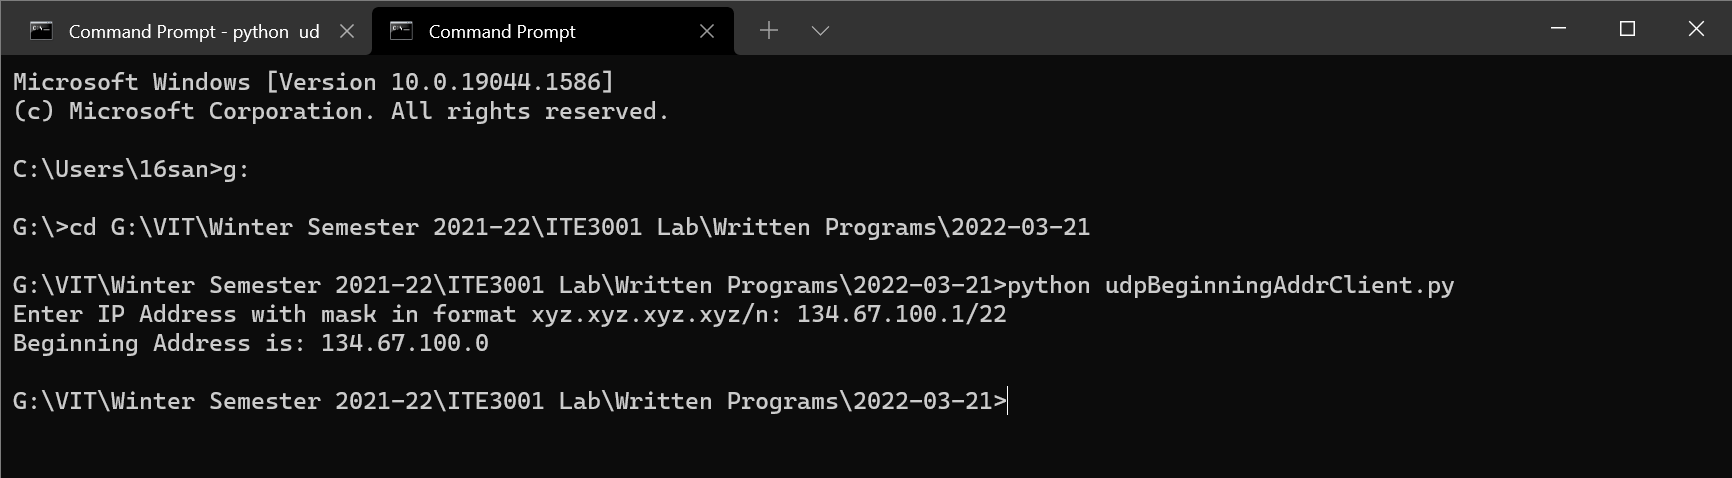 Command Prompt - python  ud
Command Prompt
Microsoft Windows [Version 10.0.19044.1586]
(c) Microsoft Corporation. All rights reserved.
C:\Users\16san>g:
G:\>cd G:\VIT\Winter Semester 2021-22\ITE3001 Lab\Written Programs\2022-03-21
G:\VIT\Winter Semester 2021-22\ITE3001 Lab\Written Programs\2022-03-21>python udpBeginningAddrClient.py
Enter IP Address with mask in format xyz.xyz.xyz.xyz/n: 134.67.100.1/22
Beginning Address is: 134.67.100.0
G:\VIT\Winter Semester 2021-22\ITE3001 Lab\Written Programs\2022-03-21>